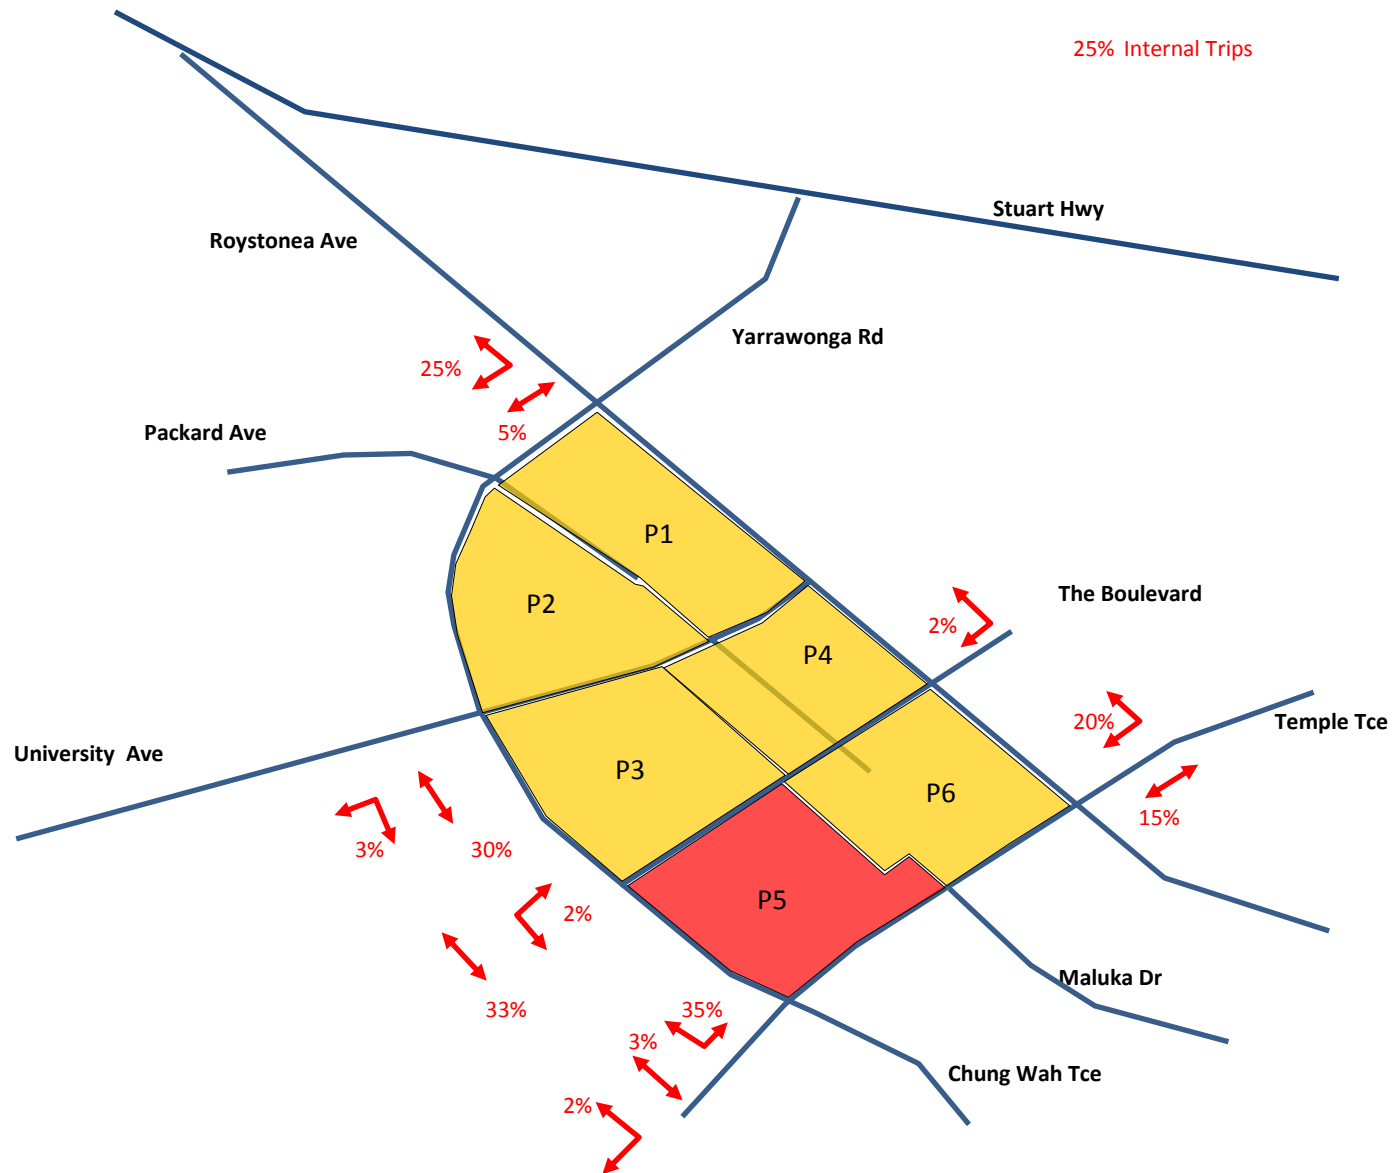 25% Internal Trips
Stuart Hwy
Roystonea Ave
Yarrawonga Rd
25%
5%
Packard Ave
P1
The Boulevard
P2
2%
P4
20%
Temple Tce
University Ave
P3
P6
15%
3%
30%
P5
2%
Maluka Dr
33%
35%
3%
Chung Wah Tce
2%